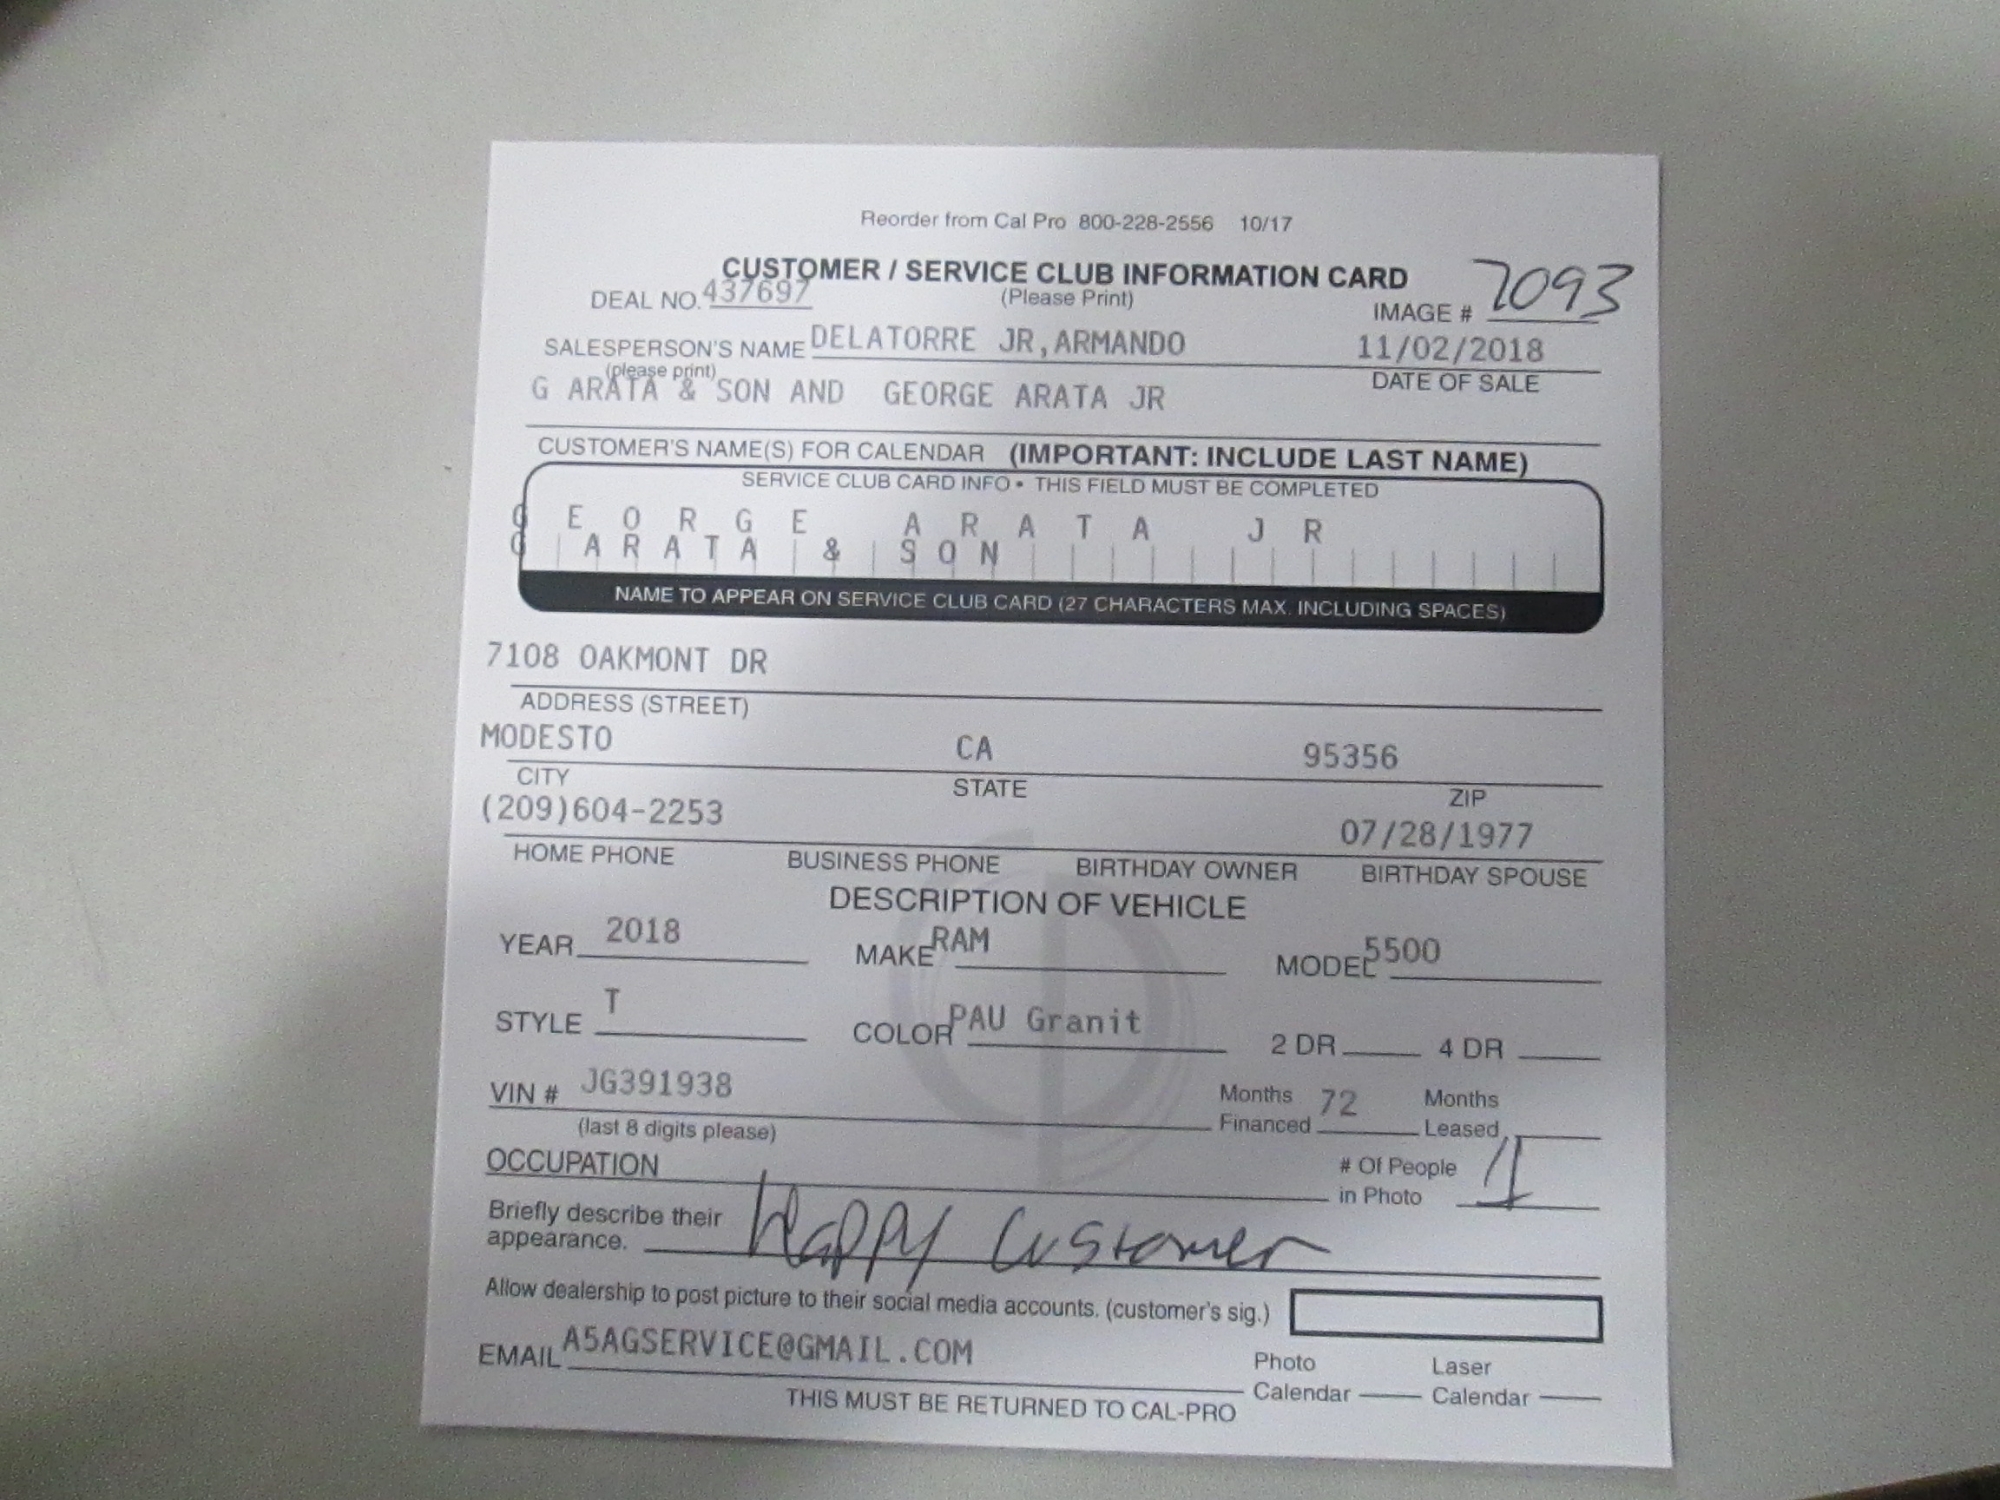 Reorder from Cal Pro 800-228-2556 10/17
CUSTOMER / SERVICE CLUB INFORMATION CARD
DEAL NO. 437697 (Please Print) IMAGE # 7093
SALESPERSON'S NAME DELATORRE JR,ARMANDO 11/02/2018
(please print) DATE OF SALE
G ARATA & SON AND GEORGE ARATA JR
CUSTOMER'S NAME(S) FOR CALENDAR (IMPORTANT: INCLUDE LAST NAME)
SERVICE CLUB CARD INFO • THIS FIELD MUST BE COMPLETED
GEORGE ARATA JR
G ARATA & SON
NAME TO APPEAR ON SERVICE CLUB CARD (27 CHARACTERS MAX. INCLUDING SPACES)
7108 OAKMONT DR
ADDRESS (STREET)
MODESTO CA 95356
CITY STATE ZIP
(209)604-2253 07/28/1977
HOME PHONE BUSINESS PHONE BIRTHDAY OWNER BIRTHDAY SPOUSE
DESCRIPTION OF VEHICLE
YEAR 2018 MAKE RAM MODEL 5500
STYLE T COLOR PAU Granit 2 DR 4 DR
VIN # JG391938 Months Financed 72 Months Leased
(last 8 digits please)
OCCUPATION # Of People in Photo 1
Briefly describe their appearance. Happy Customer
Allow dealership to post picture to their social media accounts. (customer's sig.)
EMAIL A5AGSERVICE@GMAIL.COM Photo Calendar Laser Calendar
THIS MUST BE RETURNED TO CAL-PRO